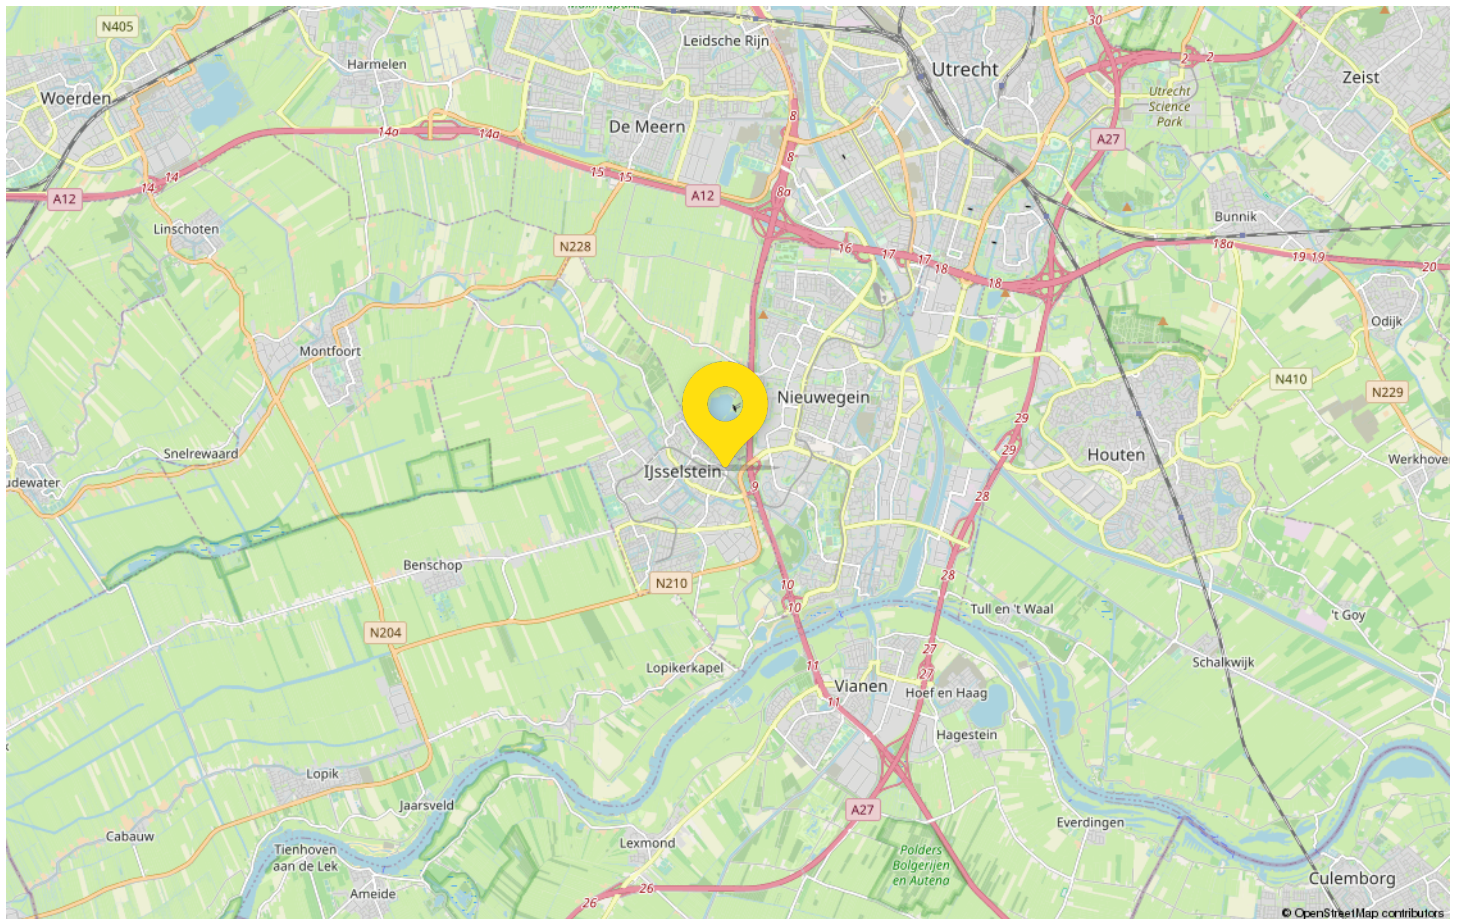 N405
Leidsche Rijn
30
Harmelen
Utrecht
2
2
Zeist
Woerden
Utrecht
Science
Park
8
De Meern
14a
14a
A27
8
15
15
14
14
A12
A12
8a
Linschoten
Bunnik
N228
16
17
17
18
18a
19
19
20
18
Odijk
Montfoort
N410
N229
Nieuwegein
29
Snelrewaard
29
Houten
Werkhove
IJsselstein
udewater
9
28
Benschop
28
N210
10
10
Tull en 't Waal
't Goy
N204
27
Lopikerkapel
11
27
Schalkwijk
Vianen
Hoef en Haag
11
Hagestein
Lopik
Jaarsveld
A27
Everdingen
Cabauw
Lexmond
Tienhoven
aan de Lek
Polders
Bolgerijen
en Autena
Culemborg
26
Ameide
26
© OpenStreetMap contributors